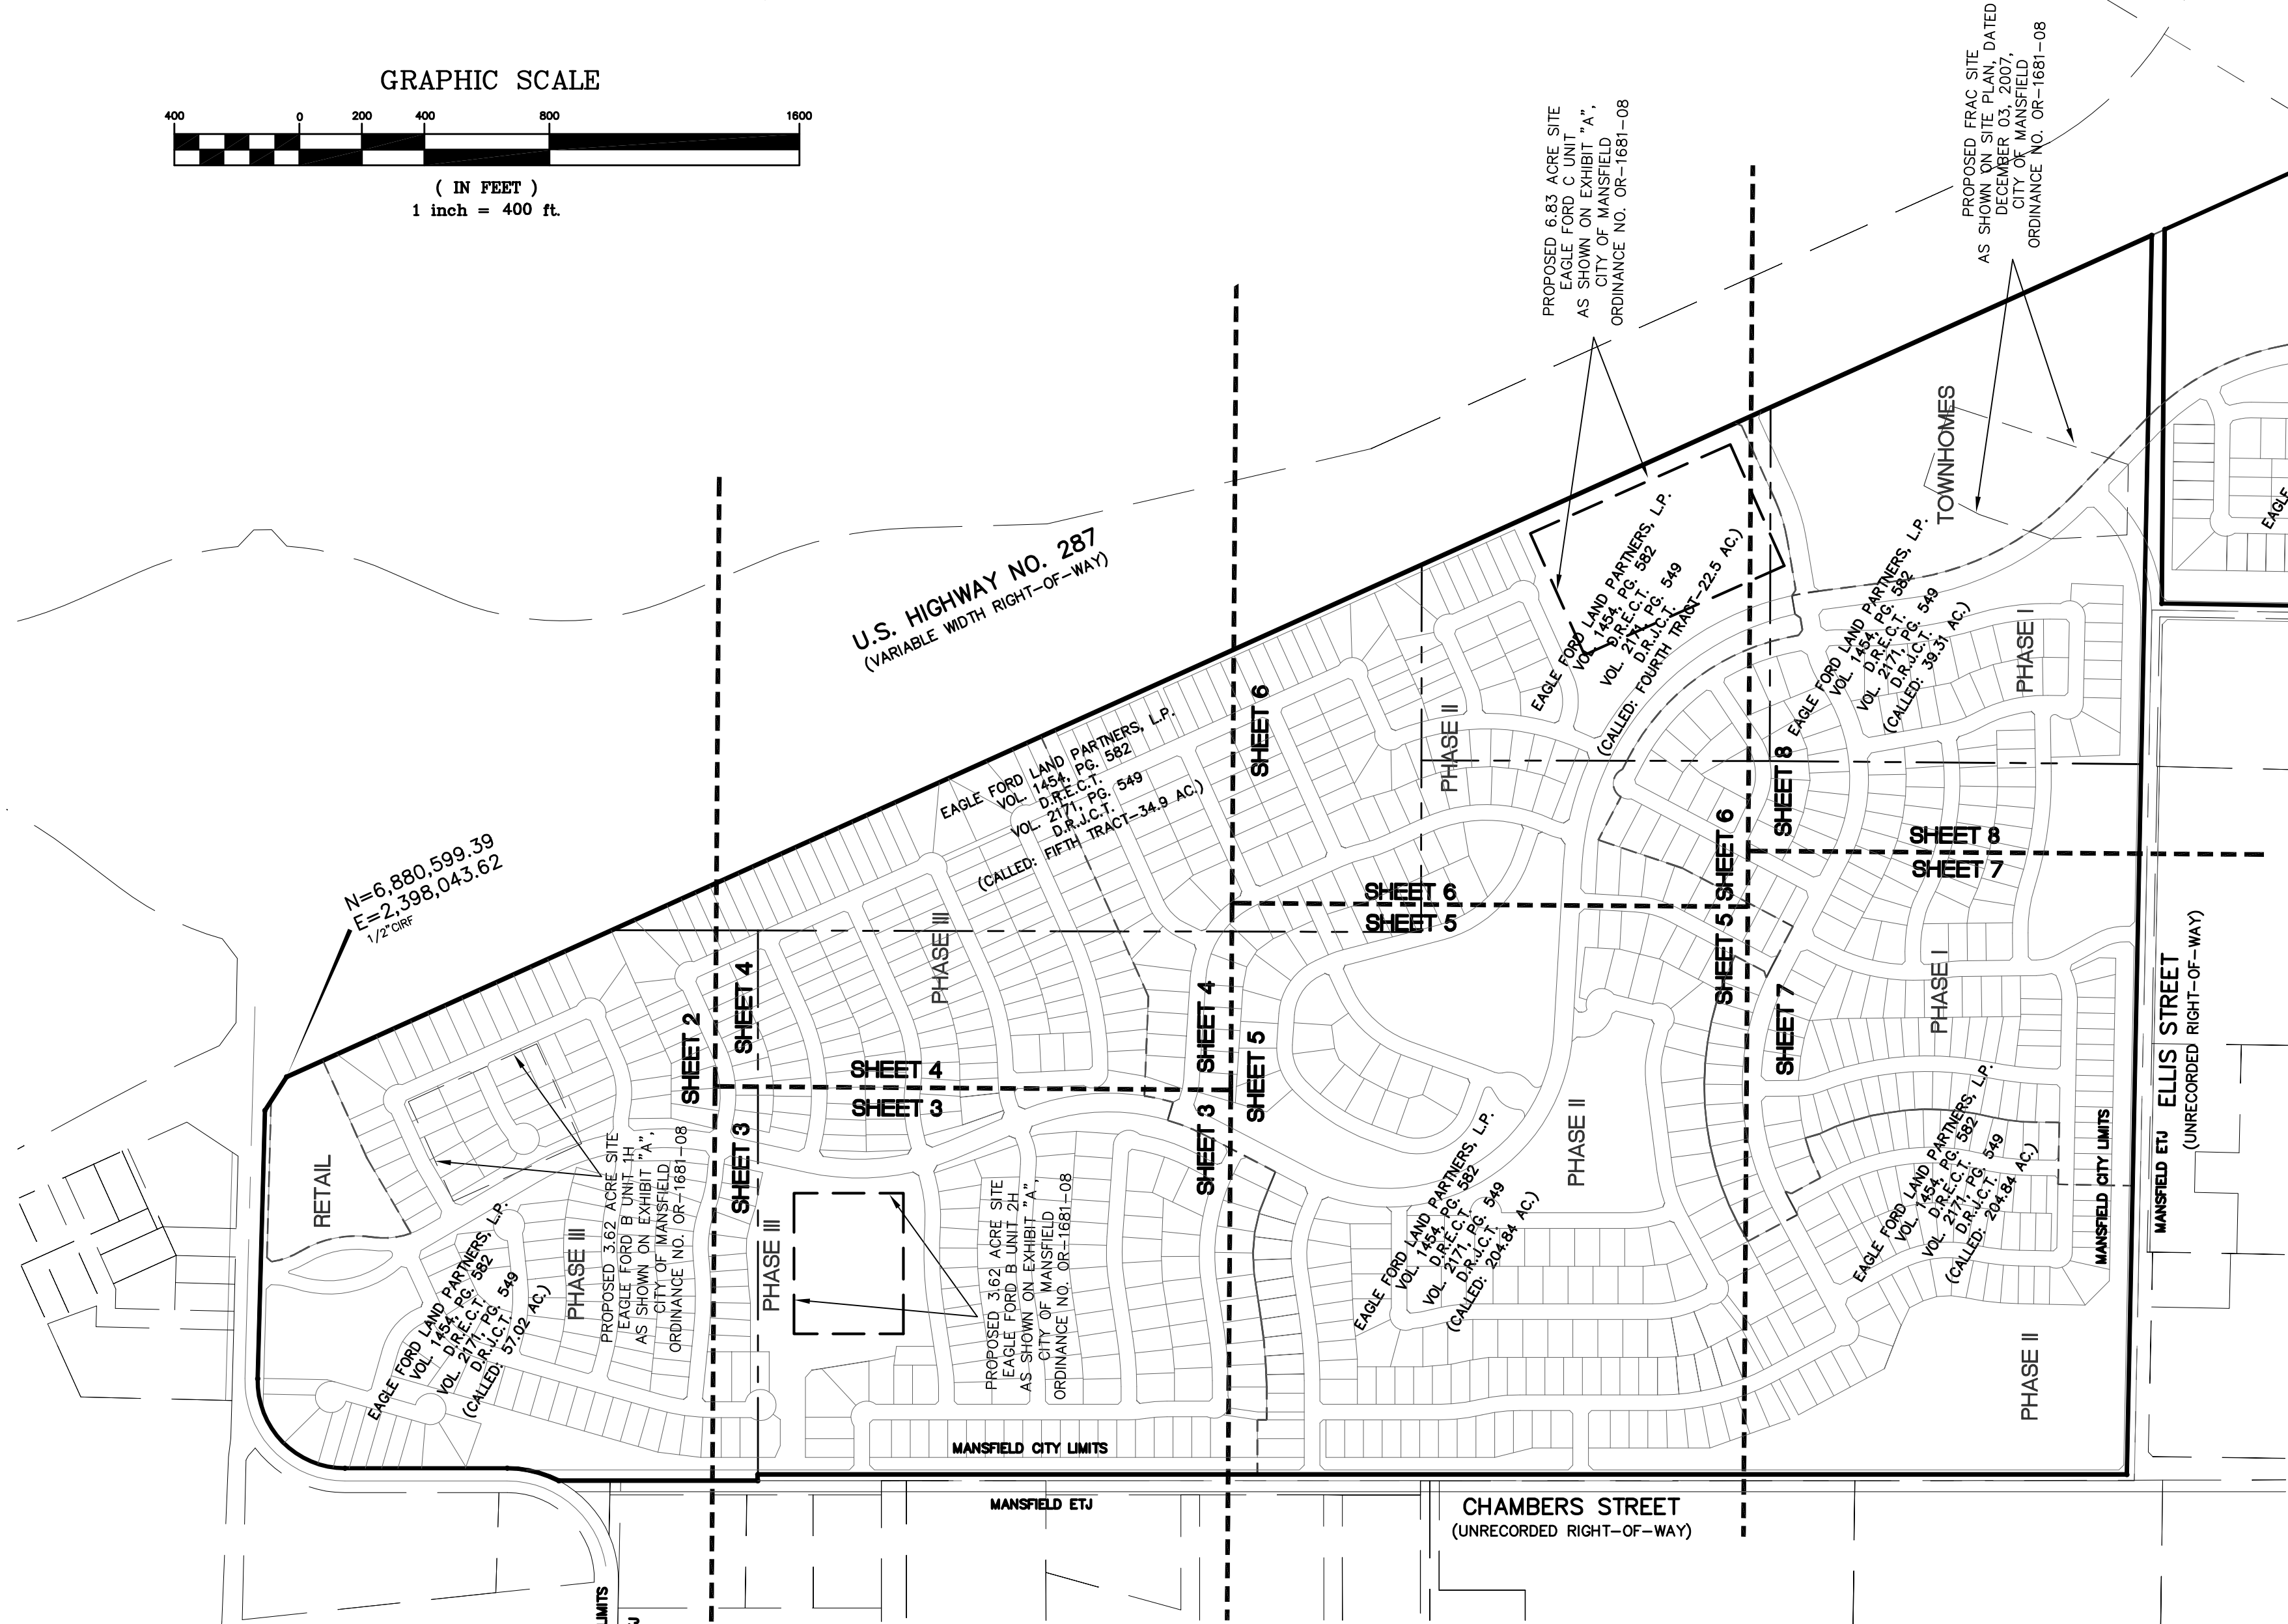 GRAPHIC SCALE
400 0 200 400 800 1600
( IN FEET )
1 inch = 400 ft.
PROPOSED 6.83 ACRE SITE
EAGLE FORD C UNIT
AS SHOWN ON EXHIBIT "A",
CITY OF MANSFIELD
ORDINANCE NO. OR-1681-08
PROPOSED FRAC SITE
AS SHOWN ON SITE PLAN, DATED
DECEMBER 03, 2007,
CITY OF MANSFIELD
ORDINANCE NO. OR-1681-08
U.S. HIGHWAY NO. 287
(VARIABLE WIDTH RIGHT-OF-WAY)
N=6,880,599.39
E=2,398,043.62
1/2"CIRF
TOWNHOMES
EAGLE
EAGLE FORD LAND PARTNERS, L.P.
VOL. 1454, PG. 582
D.R.E.C.T.
VOL. 2171, PG. 549
D.R.J.C.T.
(CALLED: FOURTH TRACT-22.5 AC.)
EAGLE FORD LAND PARTNERS, L.P.
VOL. 1454, PG. 582
D.R.E.C.T.
VOL. 2171, PG. 549
D.R.J.C.T.
(CALLED: 39.31 AC.)
PHASE I
EAGLE FORD LAND PARTNERS, L.P.
VOL. 1454, PG. 582
D.R.E.C.T.
VOL. 2171, PG. 549
D.R.J.C.T.
(CALLED: FIFTH TRACT-34.9 AC.)
SHEET 6
PHASE II
SHEET 6
SHEET 8
SHEET 8
SHEET 7
SHEET 6
SHEET 5
SHEET 5
SHEET 7
PHASE I
PHASE III
SHEET 2
SHEET 4
SHEET 4
SHEET 3
SHEET 3
SHEET 4
SHEET 3
SHEET 5
ELLIS STREET
(UNRECORDED RIGHT-OF-WAY)
MANSFIELD ETJ
MANSFIELD CITY LIMITS
RETAIL
PHASE III
PROPOSED 3.62 ACRE SITE
EAGLE FORD B UNIT 1H
AS SHOWN ON EXHIBIT "A",
CITY OF MANSFIELD
ORDINANCE NO. OR-1681-08
PHASE III
PROPOSED 3.62 ACRE SITE
EAGLE FORD B UNIT 2H
AS SHOWN ON EXHIBIT "A",
CITY OF MANSFIELD
ORDINANCE NO. OR-1681-08
EAGLE FORD LAND PARTNERS, L.P.
VOL. 1454, PG. 582
D.R.E.C.T.
VOL. 2171, PG. 549
D.R.J.C.T.
(CALLED: 57.02 AC.)
EAGLE FORD LAND PARTNERS, L.P.
VOL. 1454, PG. 582
D.R.E.C.T.
VOL. 2171, PG. 549
D.R.J.C.T.
(CALLED: 204.84 AC.)
PHASE II
EAGLE FORD LAND PARTNERS, L.P.
VOL. 1454, PG. 582
D.R.E.C.T.
VOL. 2171, PG. 549
D.R.J.C.T.
(CALLED: 204.84 AC.)
PHASE II
MANSFIELD CITY LIMITS
MANSFIELD ETJ
CHAMBERS STREET
(UNRECORDED RIGHT-OF-WAY)
LIMITS